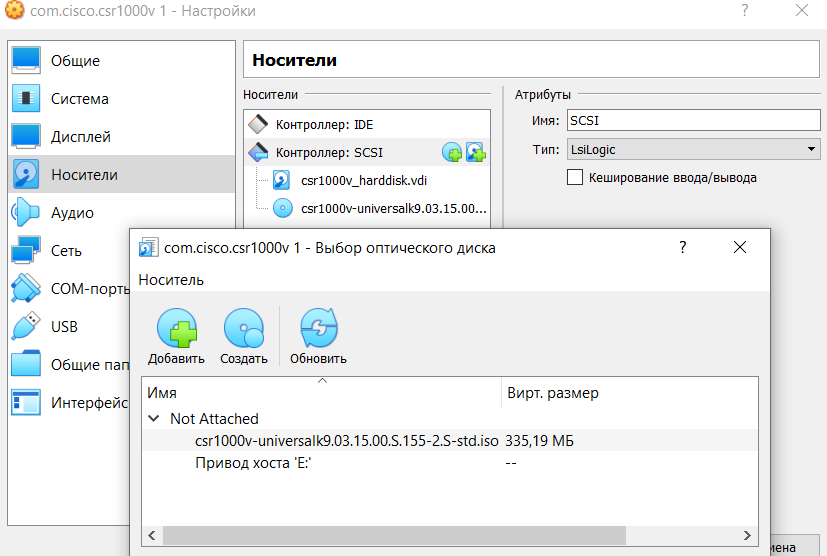 com.cisco.csr1000v 1 - Настройки
?
Общие
Система
Дисплей
Носители
Аудио
Сеть
COM-порты
USB
Общие пап
Интерфейс
Носители
Носители
Контроллер: IDE
Контроллер: SCSI
csr1000v_harddisk.vdi
csr1000v-universalk9.03.15.00...
Атрибуты
Имя: SCSI
Тип: LsiLogic
Кеширование ввода/вывода
com.cisco.csr1000v 1 - Выбор оптического диска
?
Носитель
Добавить Создать Обновить
Имя Вирт. размер
Not Attached
csr1000v-universalk9.03.15.00.S.155-2.S-std.iso 335,19 МБ
Привод хоста 'E:' --
мена